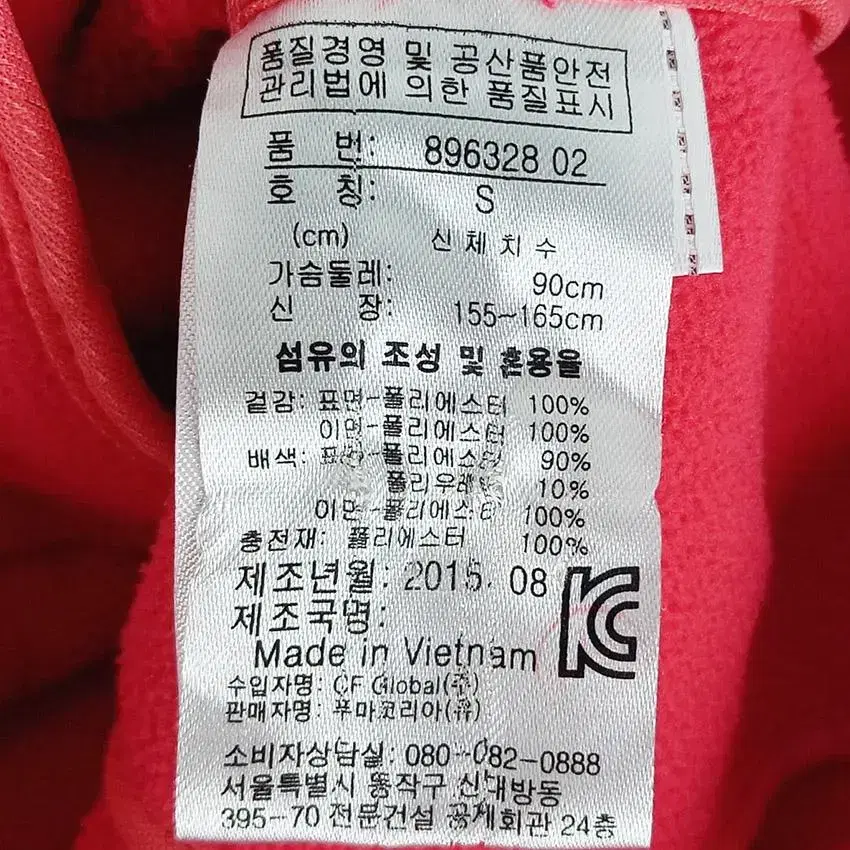 품질경영 및 공산품안전
관리법에 의한 품질표시
품 번: 896328 02
호 칭: S
(cm) 신체치수
가슴둘레: 90cm
신 장: 155~165cm
섬유의 조성 및 혼용율
겉감: 표면-폴리에스터 100%
이면-폴리에스터 100%
배색: 표면-폴리에스터 90%
폴리우레탄 10%
이면-폴리에스터 100%
충전재: 폴리에스터 100%
제조년월: 2015. 08
제조국명:
Made in Vietnam
KC
수입자명: CF Global(주)
판매자명: 푸마코리아(유)
소비자상담실: 080-082-0888
서울특별시 동작구 신대방동
395-70 전문건설 공제회관 24층